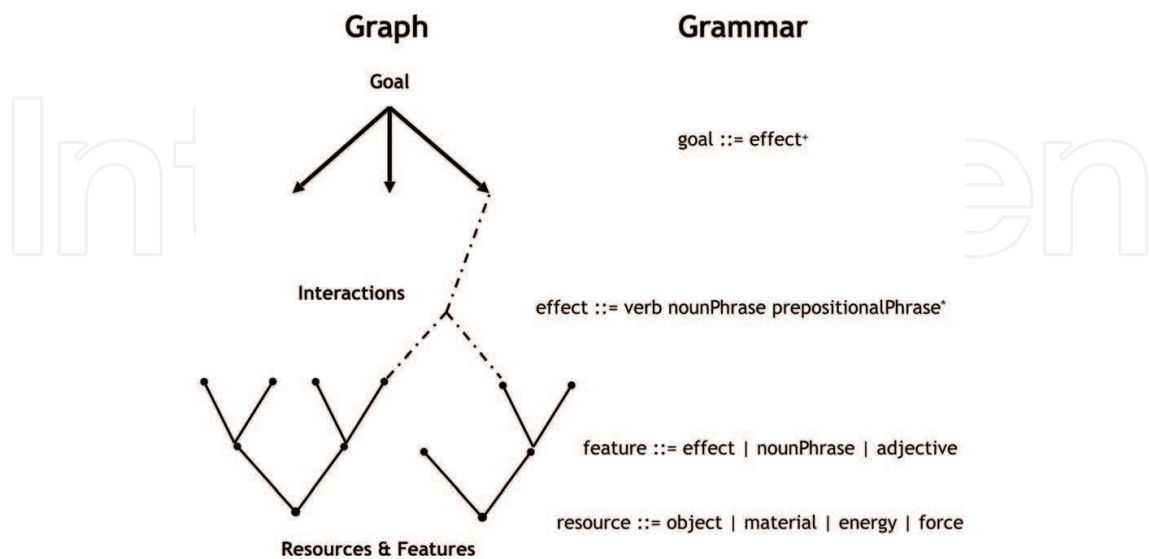 Graph
Grammar
Goal
goal ::= effect⁺
Interactions
effect ::= verb nounPhrase prepositionalPhrase*
feature ::= effect | nounPhrase | adjective
resource ::= object | material | energy | force
Resources & Features